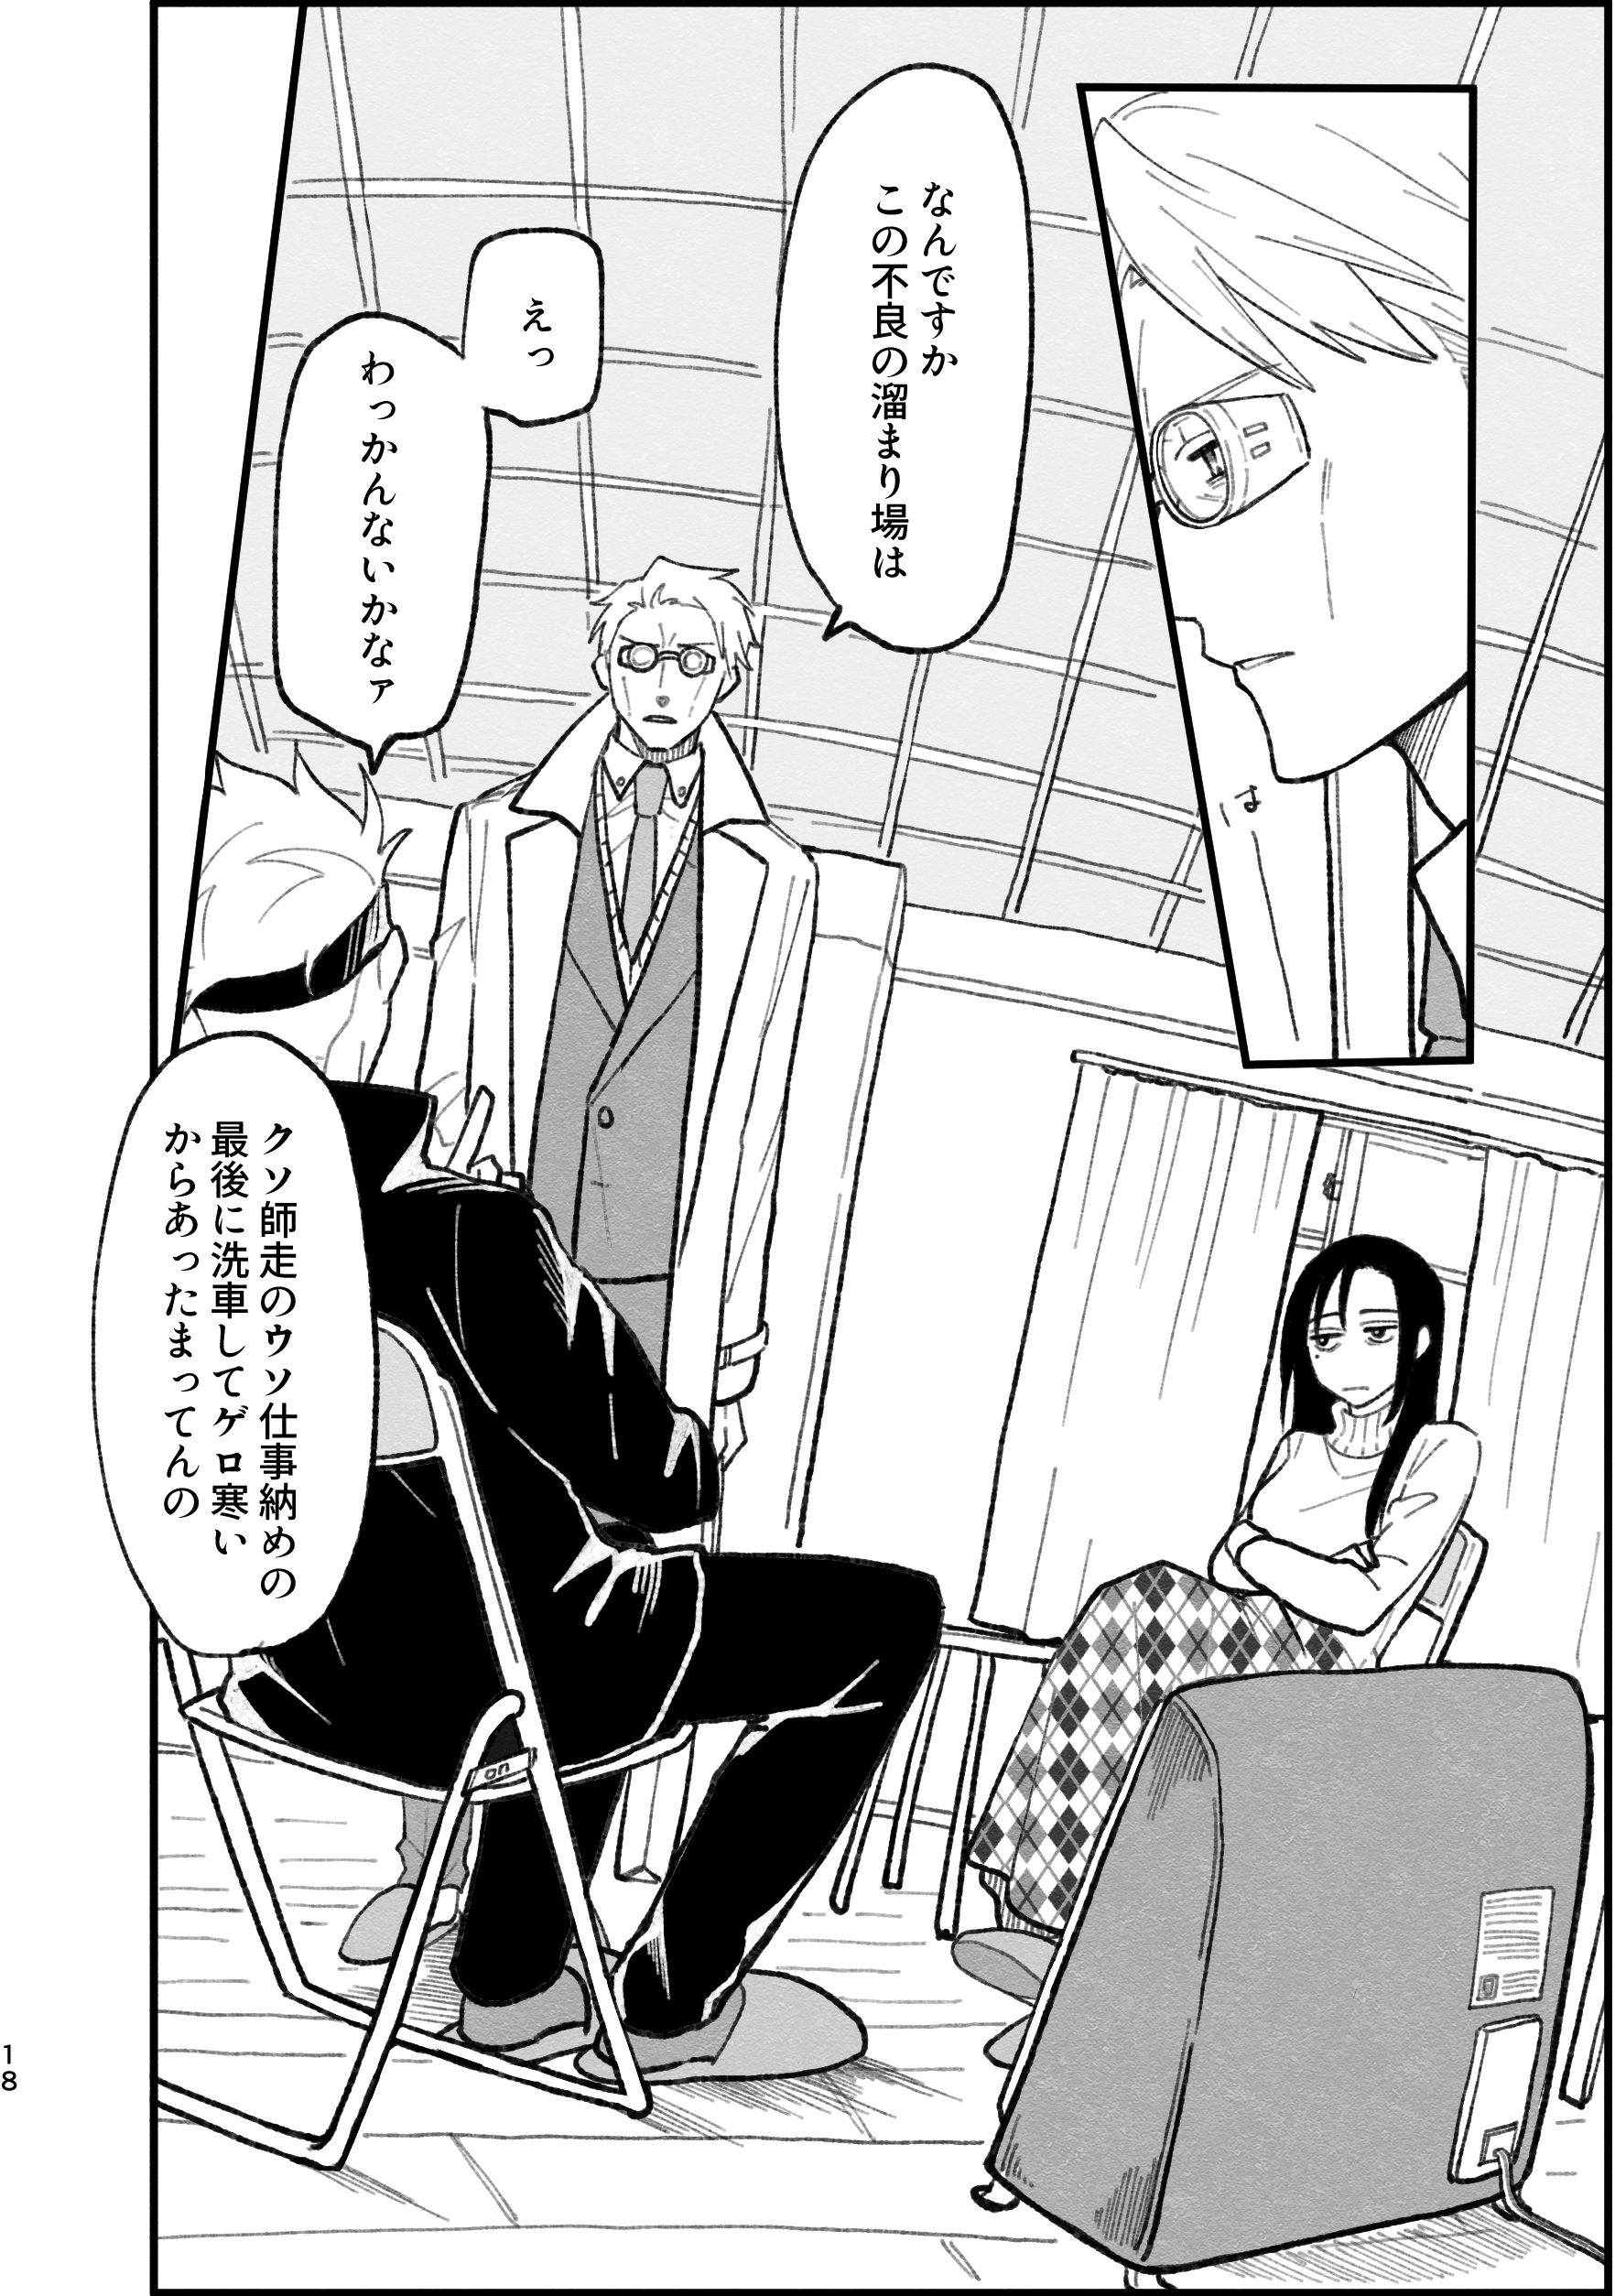 は
なんですか
この不良の溜まり場は
えっ
わっかんないかなァ
クソ師走のウソ仕事納めの
最後に洗車してゲロ寒い
からあったまってんの
on
18